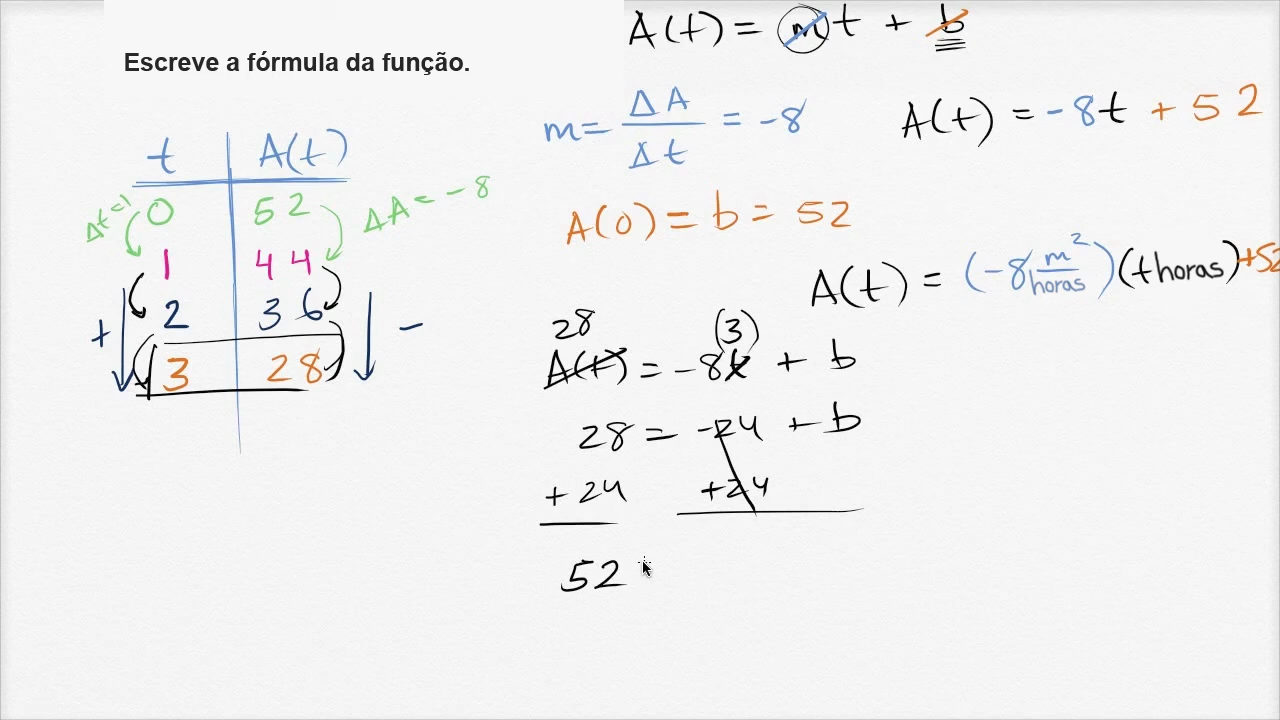 Escreve a fórmula da função.
t A(t)
0 52
1 44
2 36
3 28
Δt=1
ΔA = -8
+
-
A(t) = mt + b
m = ΔA/Δt = -8
A(t) = -8t + 52
A(0) = b = 52
A(t) = (-8 m²/horas)(t horas)+52
28 (3)
A(t) = -8t + b
28 = -24 + b
+24 +24
52